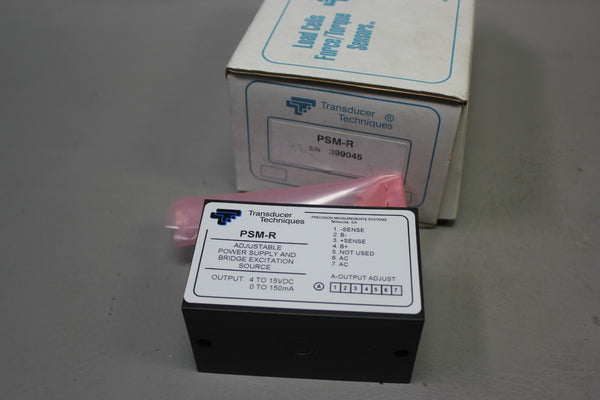 Load Cells
Force/Torque
Sensors
Transducer ®
Techniques
PSM-R
S/N 399045
Transducer
Techniques
PSM-R
ADJUSTABLE
POWER SUPPLY AND
BRIDGE EXCITATION
SOURCE
OUTPUT: 4 TO 15VDC
0 TO 150mA
PRECISION MEASUREMENTS SYSTEMS
Temecula, CA
1. -SENSE
2. B-
3. +SENSE
4. B+
5. NOT USED
6. AC
7. AC
A-OUTPUT ADJUST
A 1 2 3 4 5 6 7